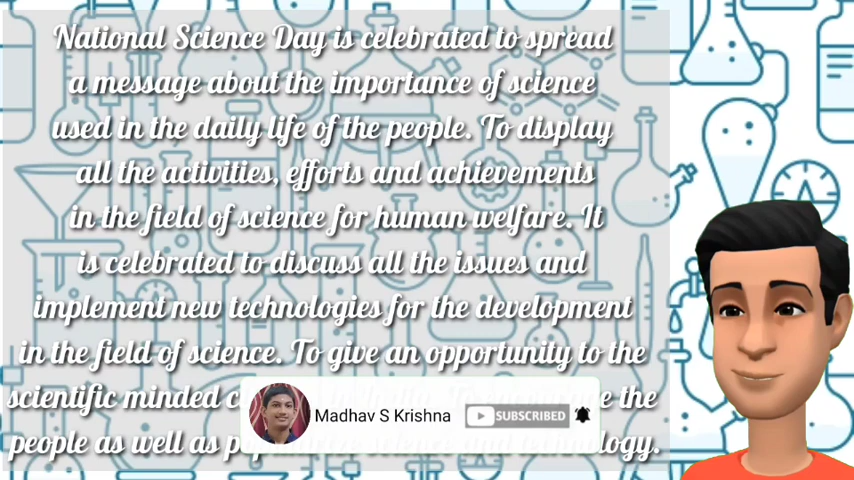 National Science Day is celebrated to spread
a message about the importance of science
used in the daily life of the people. To display
all the activities, efforts and achievements
in the field of science for human welfare. It
is celebrated to discuss all the issues and
implement new technologies for the development
in the field of science. To give an opportunity to the
scientific minded the
people as well as
Madhav S Krishna
SUBSCRIBED